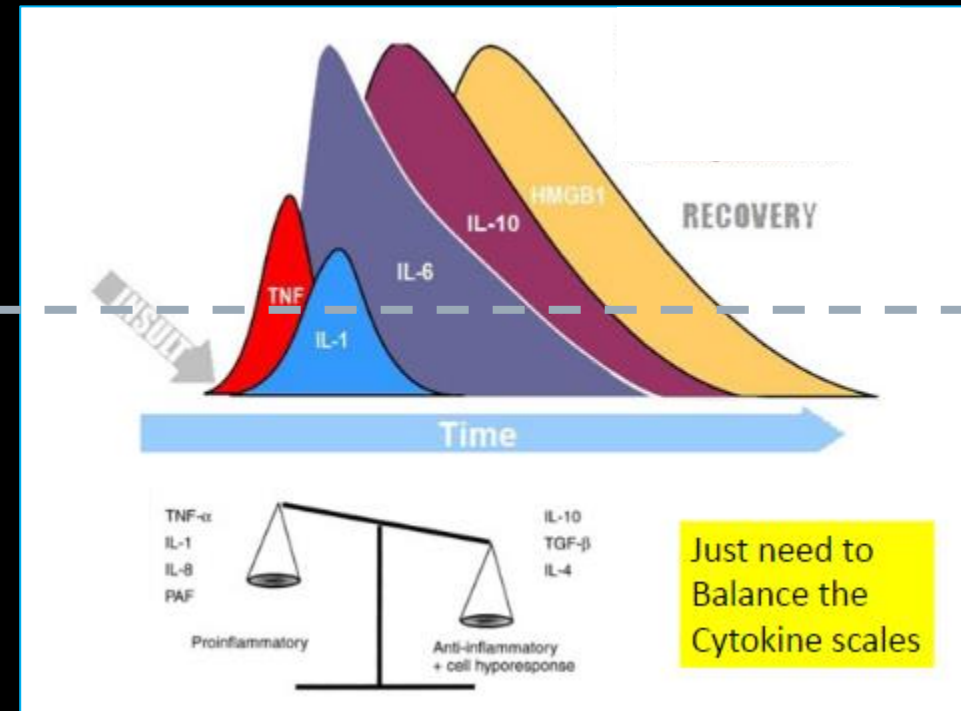 HMGB1
RECOVERY
IL-10
IL-6
INSULT
TNF
IL-1
Time
TNF-α
IL-1
IL-8
PAF
Proinflammatory
IL-10
TGF-β
IL-4
Anti-inflammatory
+ cell hyporesponse
Just need to
Balance the
Cytokine scales